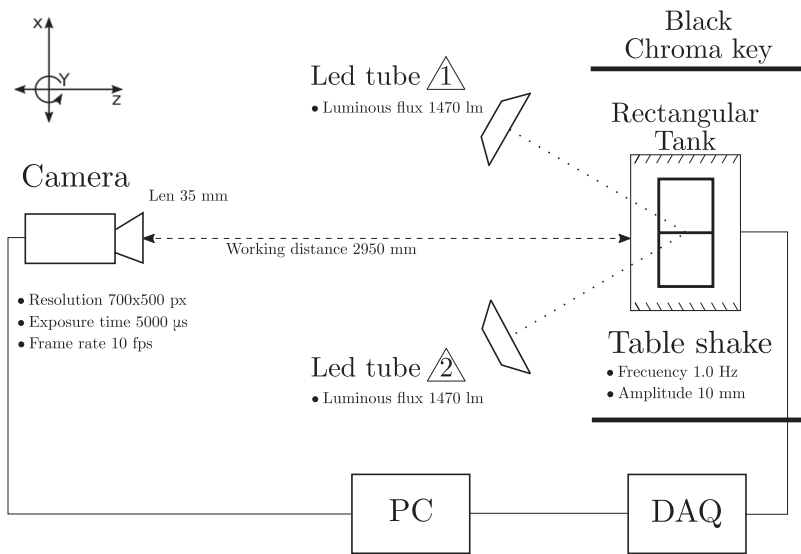 x
Y
z
Black
Chroma key
Led tube 1
• Luminous flux 1470 lm
Rectangular
Tank
Camera
Len 35 mm
Working distance 2950 mm
• Resolution 700x500 px
• Exposure time 5000 µs
• Frame rate 10 fps
Led tube 2
• Luminous flux 1470 lm
Table shake
• Frecuency 1.0 Hz
• Amplitude 10 mm
PC
DAQ